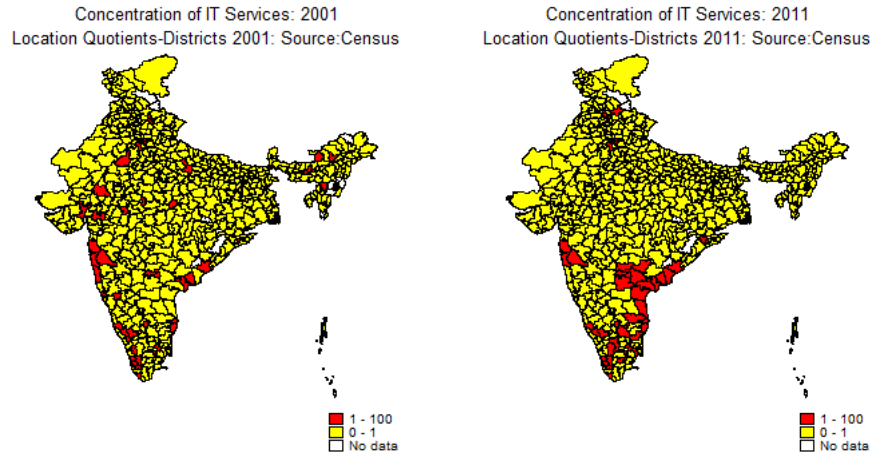 Concentration of IT Services: 2001
Location Quotients-Districts 2001: Source:Census
1 - 100
0 - 1
No data
Concentration of IT Services: 2011
Location Quotients-Districts 2011: Source:Census
1 - 100
0 - 1
No data